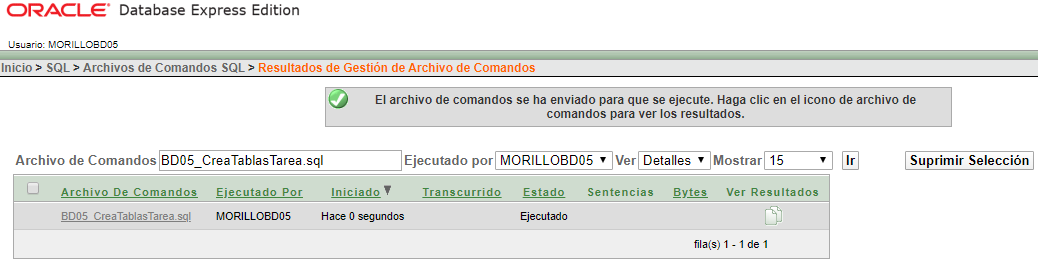 ORACLE® Database Express Edition
Usuario: MORILLOBD05
Inicio > SQL > Archivos de Comandos SQL > Resultados de Gestión de Archivo de Comandos
El archivo de comandos se ha enviado para que se ejecute. Haga clic en el icono de archivo de
comandos para ver los resultados.
Archivo de Comandos BD05_CreaTablasTarea.sql Ejecutado por MORILLOBD05 Ver Detalles Mostrar 15 Ir Suprimir Selección
Archivo De Comandos Ejecutado Por Iniciado Transcurrido Estado Sentencias Bytes Ver Resultados
BD05_CreaTablasTarea.sql MORILLOBD05 Hace 0 segundos Ejecutado
fila(s) 1 - 1 de 1